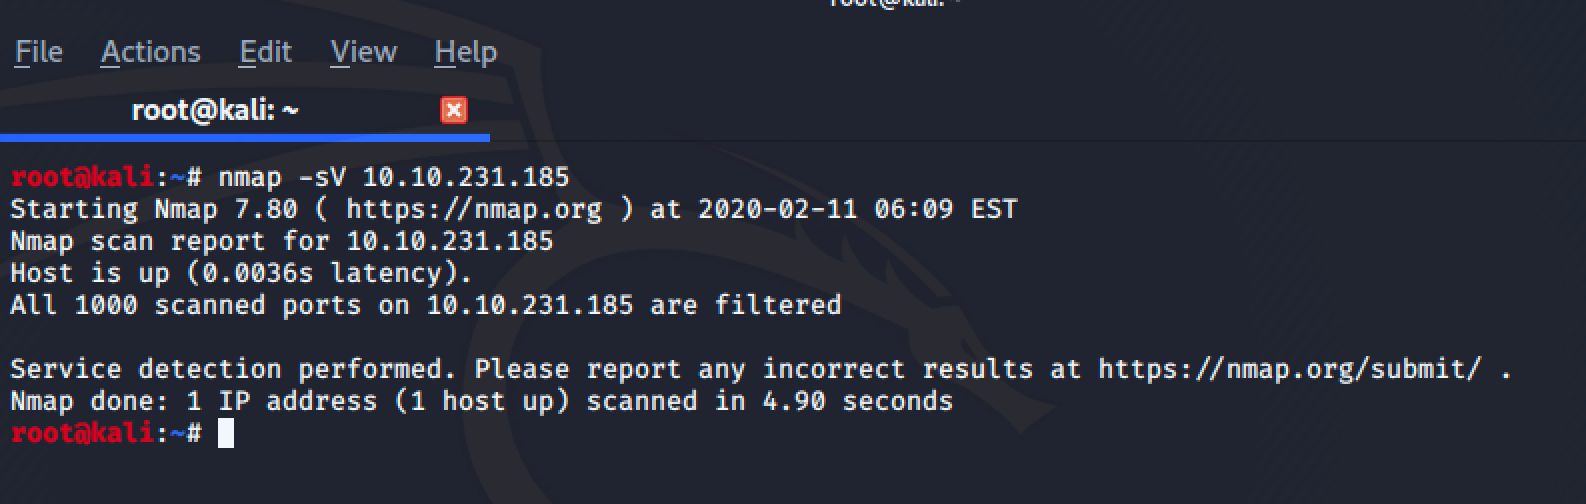 root@kali: ~
File Actions Edit View Help
root@kali: ~
root@kali:~# nmap -sV 10.10.231.185
Starting Nmap 7.80 ( https://nmap.org ) at 2020-02-11 06:09 EST
Nmap scan report for 10.10.231.185
Host is up (0.0036s latency).
All 1000 scanned ports on 10.10.231.185 are filtered
Service detection performed. Please report any incorrect results at https://nmap.org/submit/ .
Nmap done: 1 IP address (1 host up) scanned in 4.90 seconds
root@kali:~#